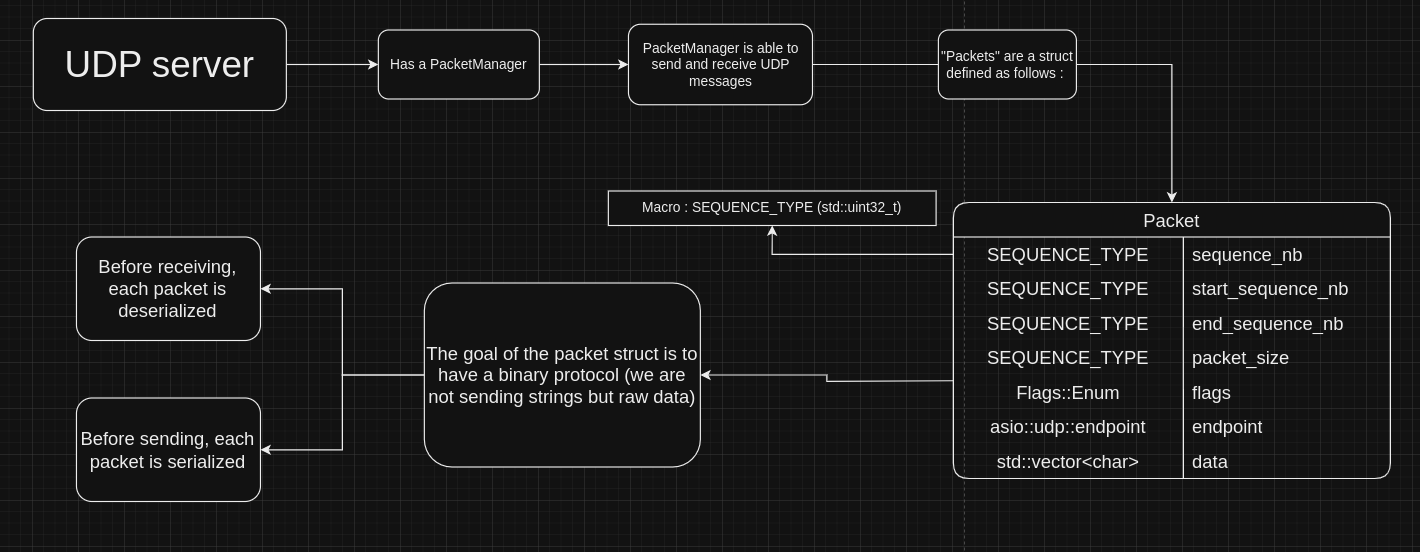 UDP server
Has a PacketManager
PacketManager is able to
send and receive UDP
messages
"Packets" are a struct
defined as follows :
Macro : SEQUENCE_TYPE (std::uint32_t)
Packet
SEQUENCE_TYPE sequence_nb
SEQUENCE_TYPE start_sequence_nb
SEQUENCE_TYPE end_sequence_nb
SEQUENCE_TYPE packet_size
Flags::Enum flags
asio::udp::endpoint endpoint
std::vector<char> data
The goal of the packet struct is to
have a binary protocol (we are
not sending strings but raw data)
Before receiving,
each packet is
deserialized
Before sending, each
packet is serialized